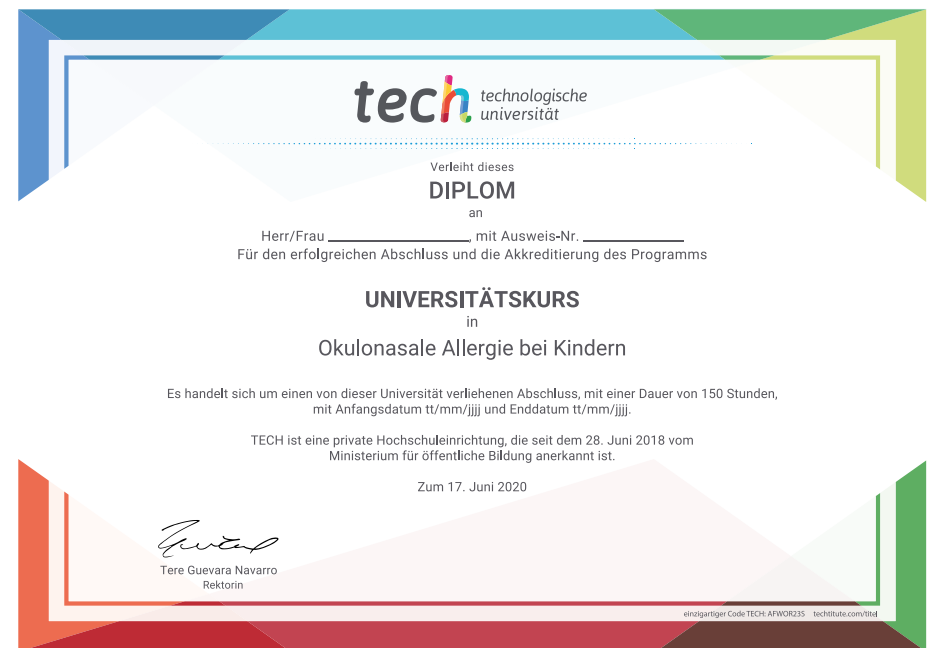 tech technologische
universität
Verleiht dieses
DIPLOM
an
Herr/Frau ____________, mit Ausweis-Nr. ____________
Für den erfolgreichen Abschluss und die Akkreditierung des Programms
UNIVERSITÄTSKURS
in
Okulonasale Allergie bei Kindern
Es handelt sich um einen von dieser Universität verliehenen Abschluss, mit einer Dauer von 150 Stunden,
mit Anfangsdatum tt/mm/jjjj und Enddatum tt/mm/jjjj.
TECH ist eine private Hochschuleinrichtung, die seit dem 28. Juni 2018 vom
Ministerium für öffentliche Bildung anerkannt ist.
Zum 17. Juni 2020
Tere Guevara Navarro
Rektorin
einzigartiger Code TECH: AFWOR23S techtitute.com/titel